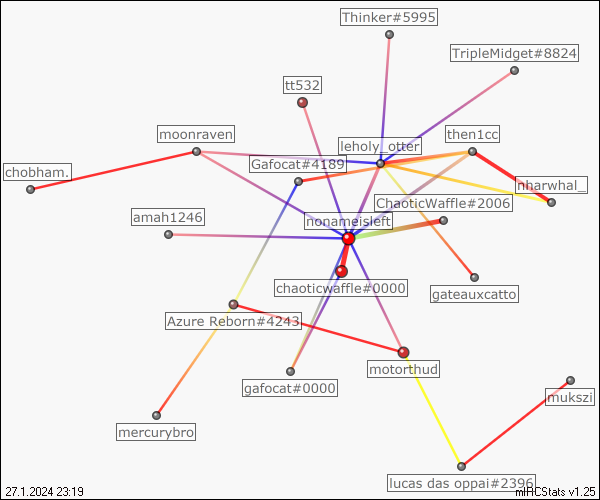 Thinker#5995
TripleMidget#8824
tt532
moonraven
leholy_otter
then1cc
Gafocat#4189
chobham.
nharwhal_
ChaoticWaffle#2006
amah1246
nonameisleft
chaoticwaffle#0000
gateauxcatto
Azure Reborn#4243
motorthud
gafocat#0000
mukszi
mercurybro
lucas das oppai#2396
27.1.2024 23:19
mIRCStats v1.25